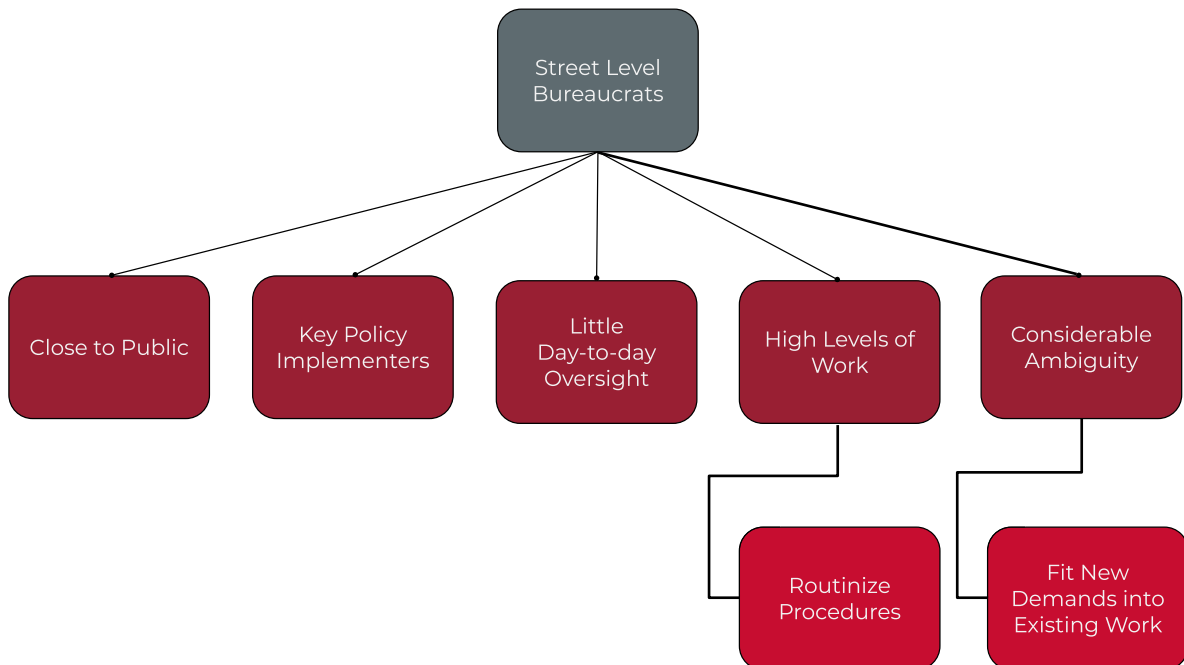 Street Level
Bureaucrats
Close to Public
Key Policy
Implementers
Little
Day-to-day
Oversight
High Levels of
Work
Considerable
Ambiguity
Routinize
Procedures
Fit New
Demands into
Existing Work